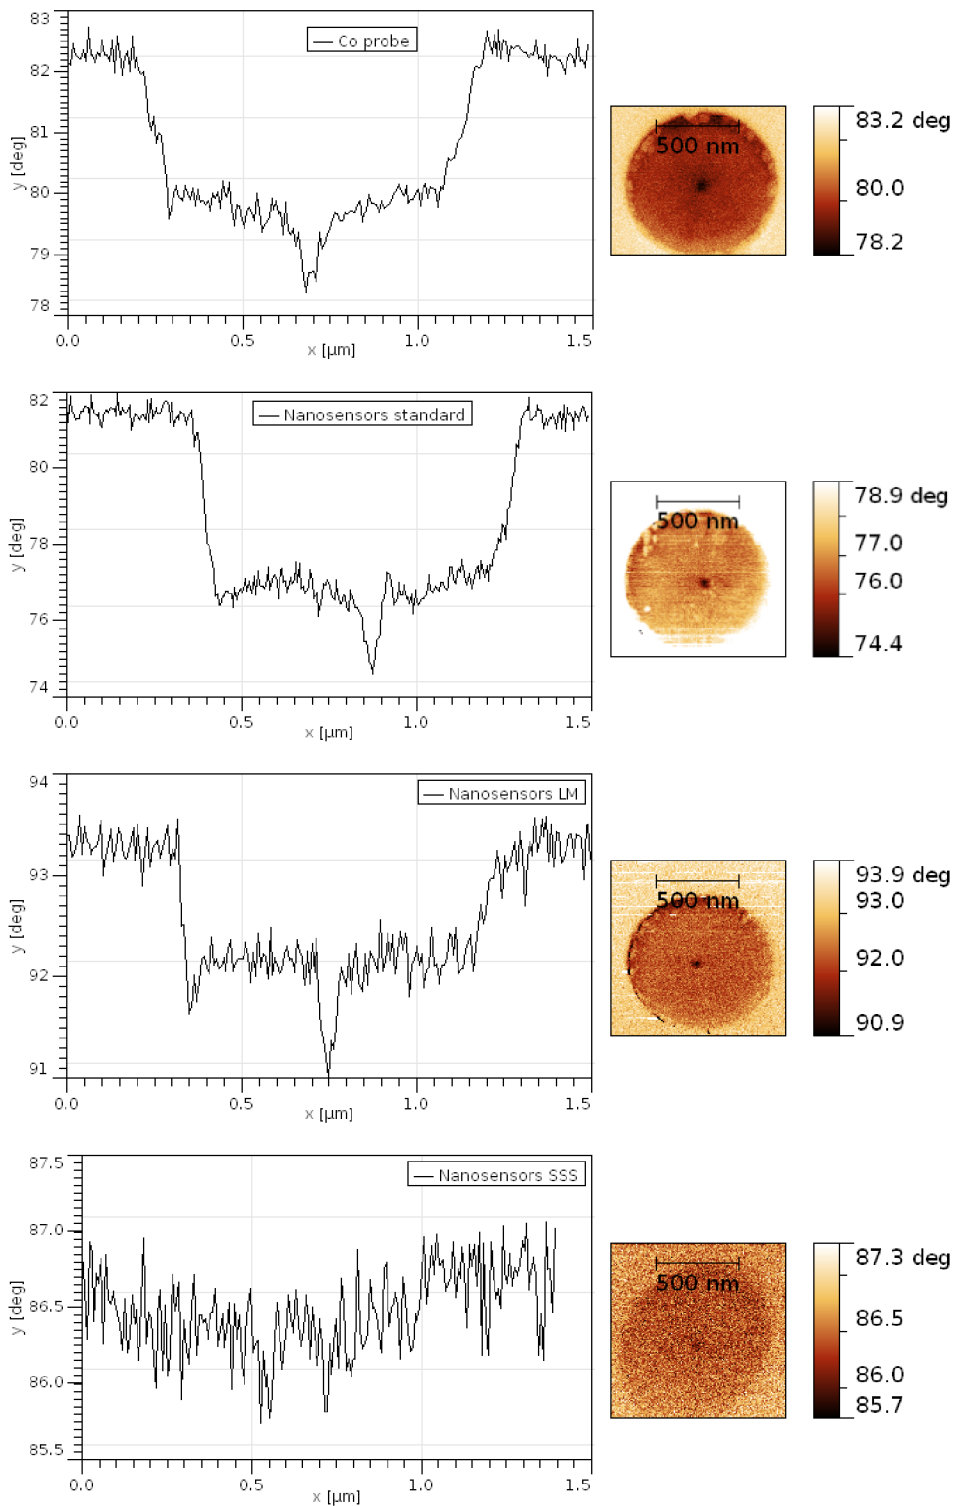 83
82
81
80
79
78
y [deg]
Co probe
0.0
0.5
1.0
1.5
x [µm]
500 nm
83.2 deg
80.0
78.2
82
80
78
76
74
y [deg]
Nanosensors standard
0.0
0.5
1.0
1.5
x [µm]
500 nm
78.9 deg
77.0
76.0
74.4
94
93
92
91
y [deg]
Nanosensors LM
0.0
0.5
1.0
1.5
x [µm]
500 nm
93.9 deg
93.0
92.0
90.9
87.5
87.0
86.5
86.0
85.5
y [deg]
Nanosensors SSS
0.0
0.5
1.0
1.5
x [µm]
500 nm
87.3 deg
86.5
86.0
85.7